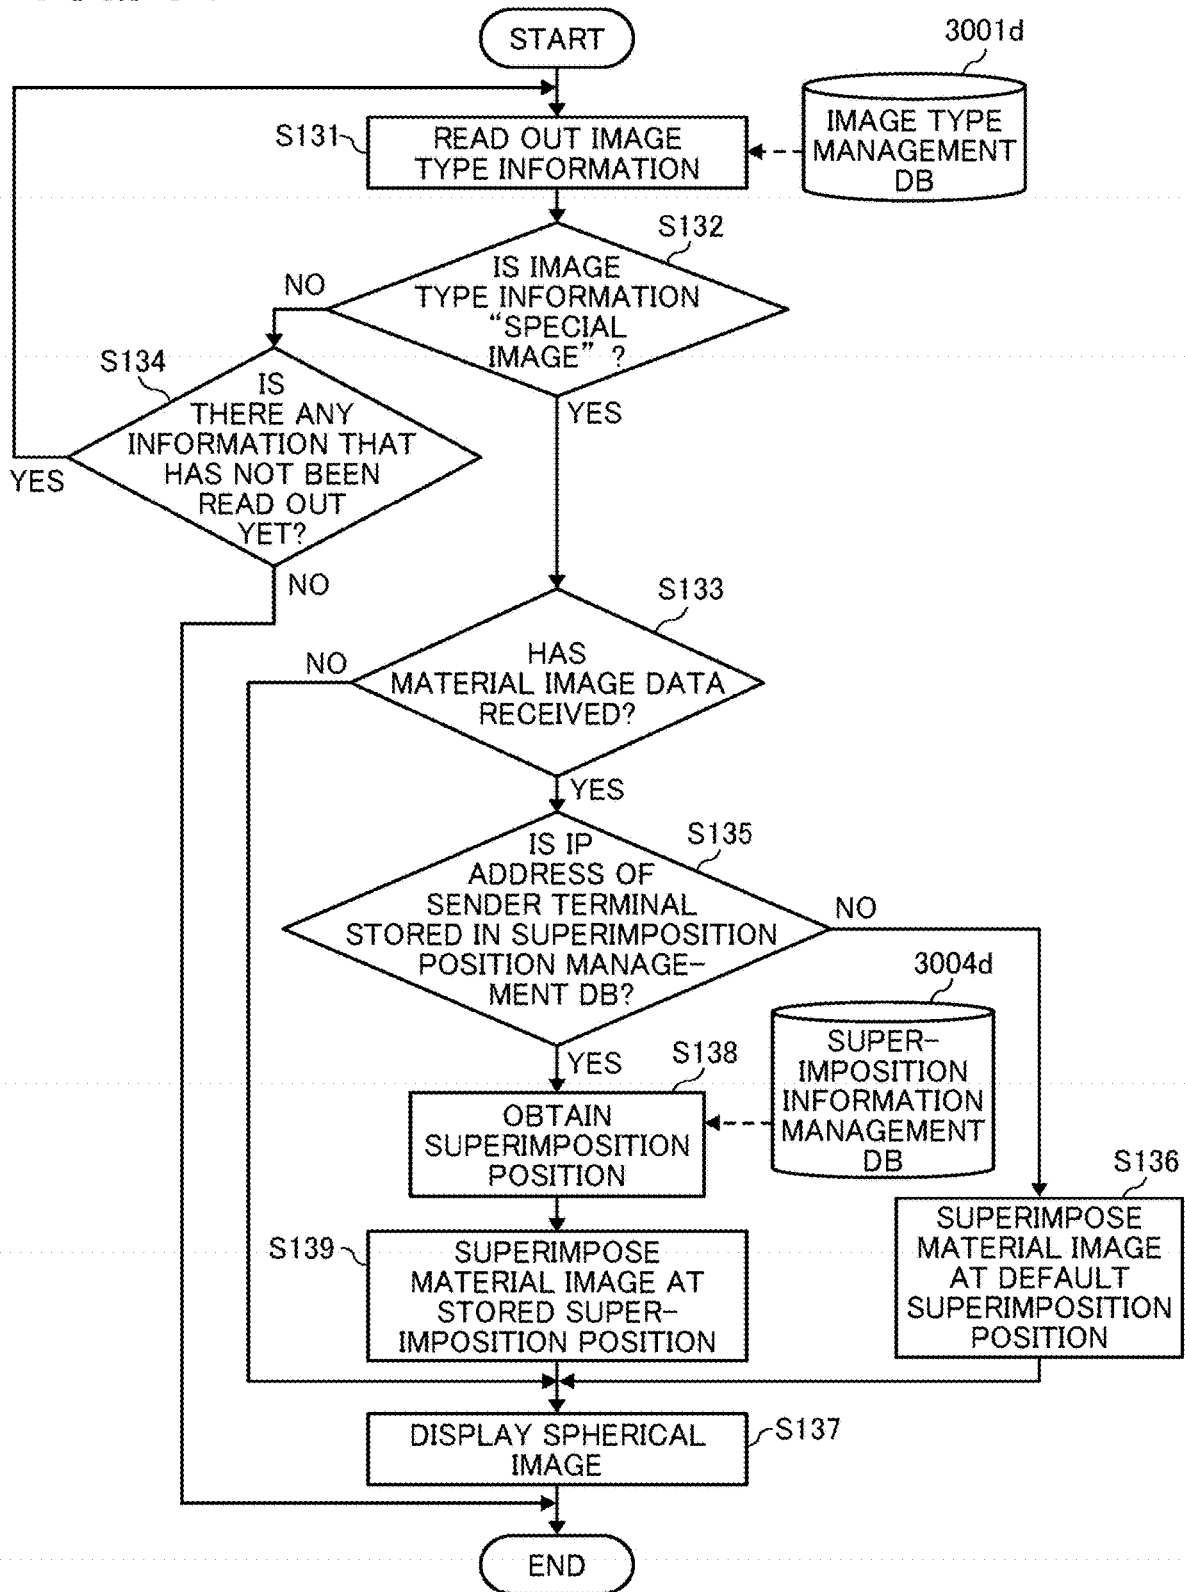 START
3001d
IMAGE TYPE
MANAGEMENT
DB
S131
READ OUT IMAGE
TYPE INFORMATION
S132
IS IMAGE
TYPE INFORMATION
“SPECIAL
IMAGE” ?
NO
YES
S134
IS
THERE ANY
INFORMATION THAT
HAS NOT BEEN
READ OUT
YET?
YES
NO
S133
HAS
MATERIAL IMAGE DATA
RECEIVED?
NO
YES
S135
IS IP
ADDRESS OF
SENDER TERMINAL
STORED IN SUPERIMPOSITION
POSITION MANAGE-
MENT DB?
NO
YES
3004d
SUPER-
IMPOSITION
INFORMATION
MANAGEMENT
DB
S138
OBTAIN
SUPERIMPOSITION
POSITION
S136
SUPERIMPOSE
MATERIAL IMAGE
AT DEFAULT
SUPERIMPOSITION
POSITION
S139
SUPERIMPOSE
MATERIAL IMAGE AT
STORED SUPER-
IMPOSITION POSITION
S137
DISPLAY SPHERICAL
IMAGE
END